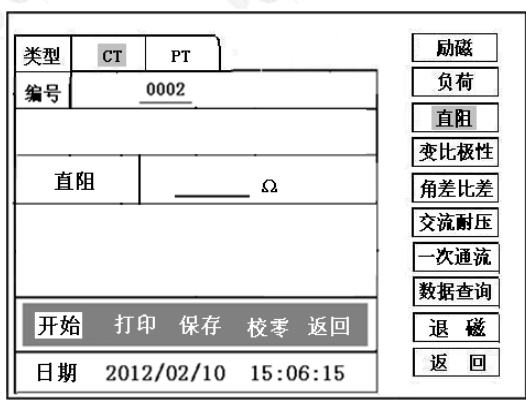 类型 CT PT
编号 0002
直阻 Ω
开始 打印 保存 校零 返回
日期 2012/02/10 15:06:15
励磁
负荷
直阻
变比极性
角差比差
交流耐压
一次通流
数据查询
退 磁
返 回